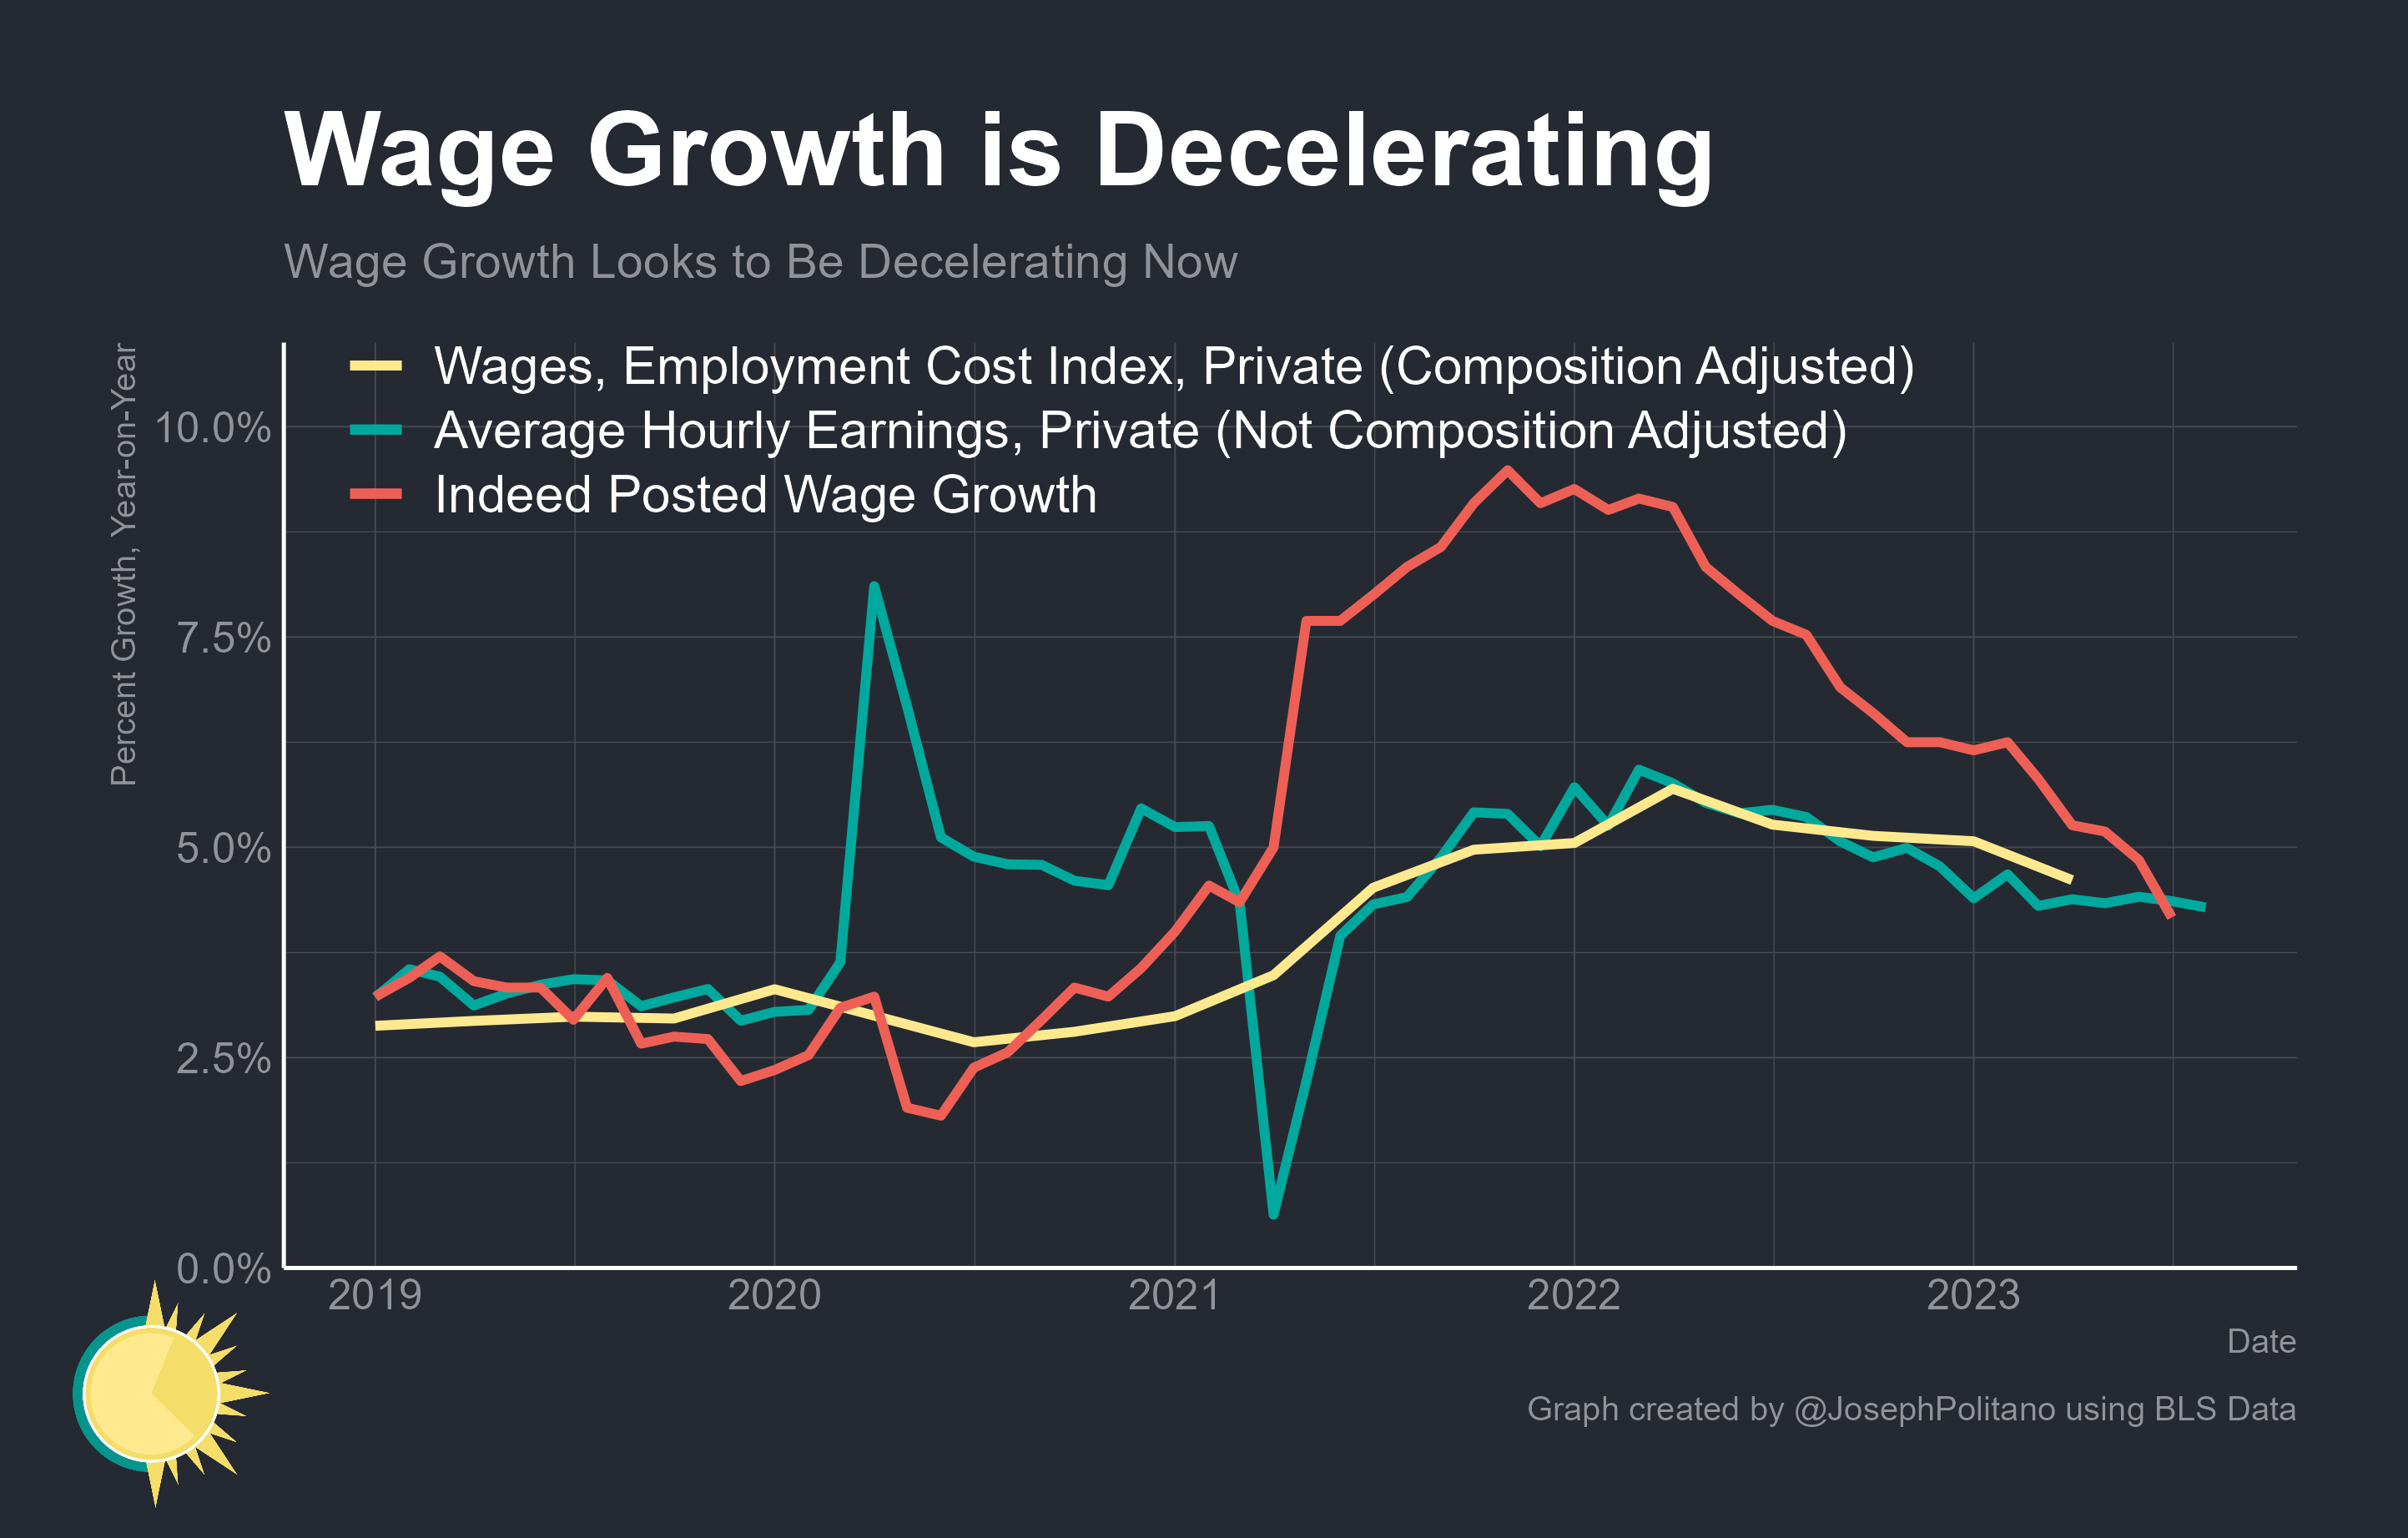 Wage Growth is Decelerating
Wage Growth Looks to Be Decelerating Now
Percent Growth, Year-on-Year
Wages, Employment Cost Index, Private (Composition Adjusted)
Average Hourly Earnings, Private (Not Composition Adjusted)
Indeed Posted Wage Growth
10.0%
7.5%
5.0%
2.5%
0.0%
2019 2020 2021 2022 2023
Date
Graph created by @JosephPolitano using BLS Data